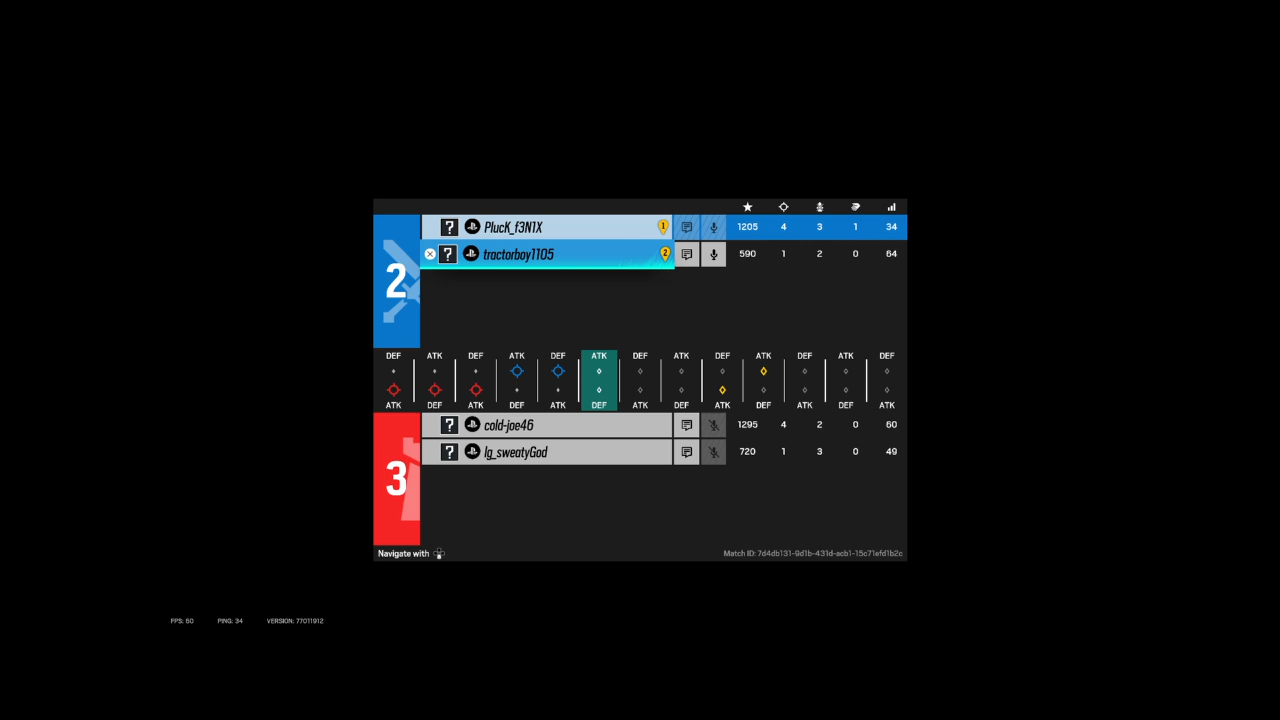 ? PlucK_f3N1X 1 1205 4 3 1 34
? tractorboy1105 2 590 1 2 0 64
2
DEF ATK DEF ATK DEF ATK DEF ATK DEF ATK DEF ATK DEF
ATK DEF ATK DEF ATK DEF ATK DEF ATK DEF ATK DEF ATK
? cold-joe46 1295 4 2 0 60
? lg_sweatyGod 720 1 3 0 49
3
Navigate with Match ID: 7d4db131-9d1b-431d-acb1-15c71efd1b2c
FPS: 60 PING: 34 VERSION: 77011912